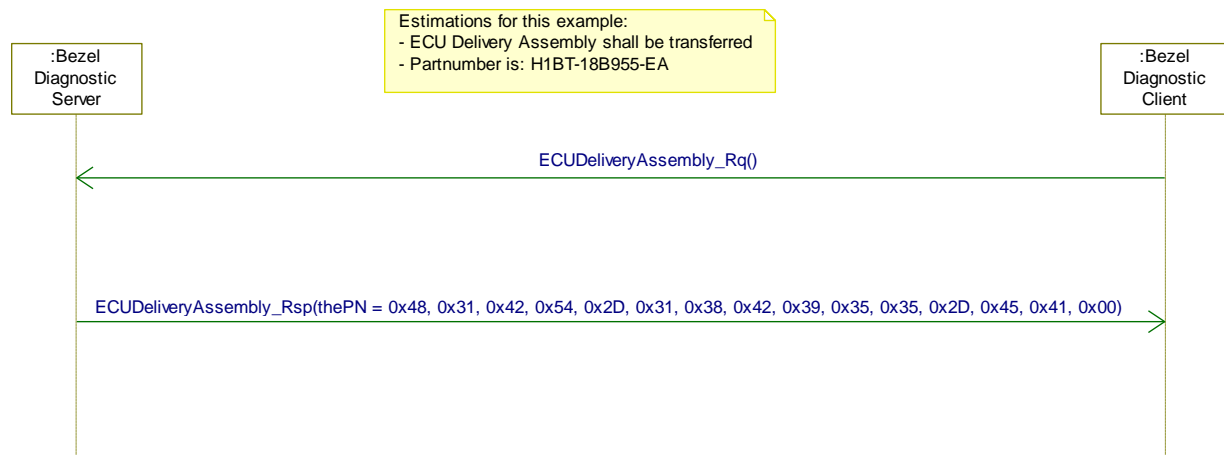 Estimations for this example:
- ECU Delivery Assembly shall be transferred
- Partnumber is: H1BT-18B955-EA
:Bezel
Diagnostic
Server
:Bezel
Diagnostic
Client
ECUDeliveryAssembly_Rq()
ECUDeliveryAssembly_Rsp(thePN = 0x48, 0x31, 0x42, 0x54, 0x2D, 0x31, 0x38, 0x42, 0x39, 0x35, 0x35, 0x2D, 0x45, 0x41, 0x00)